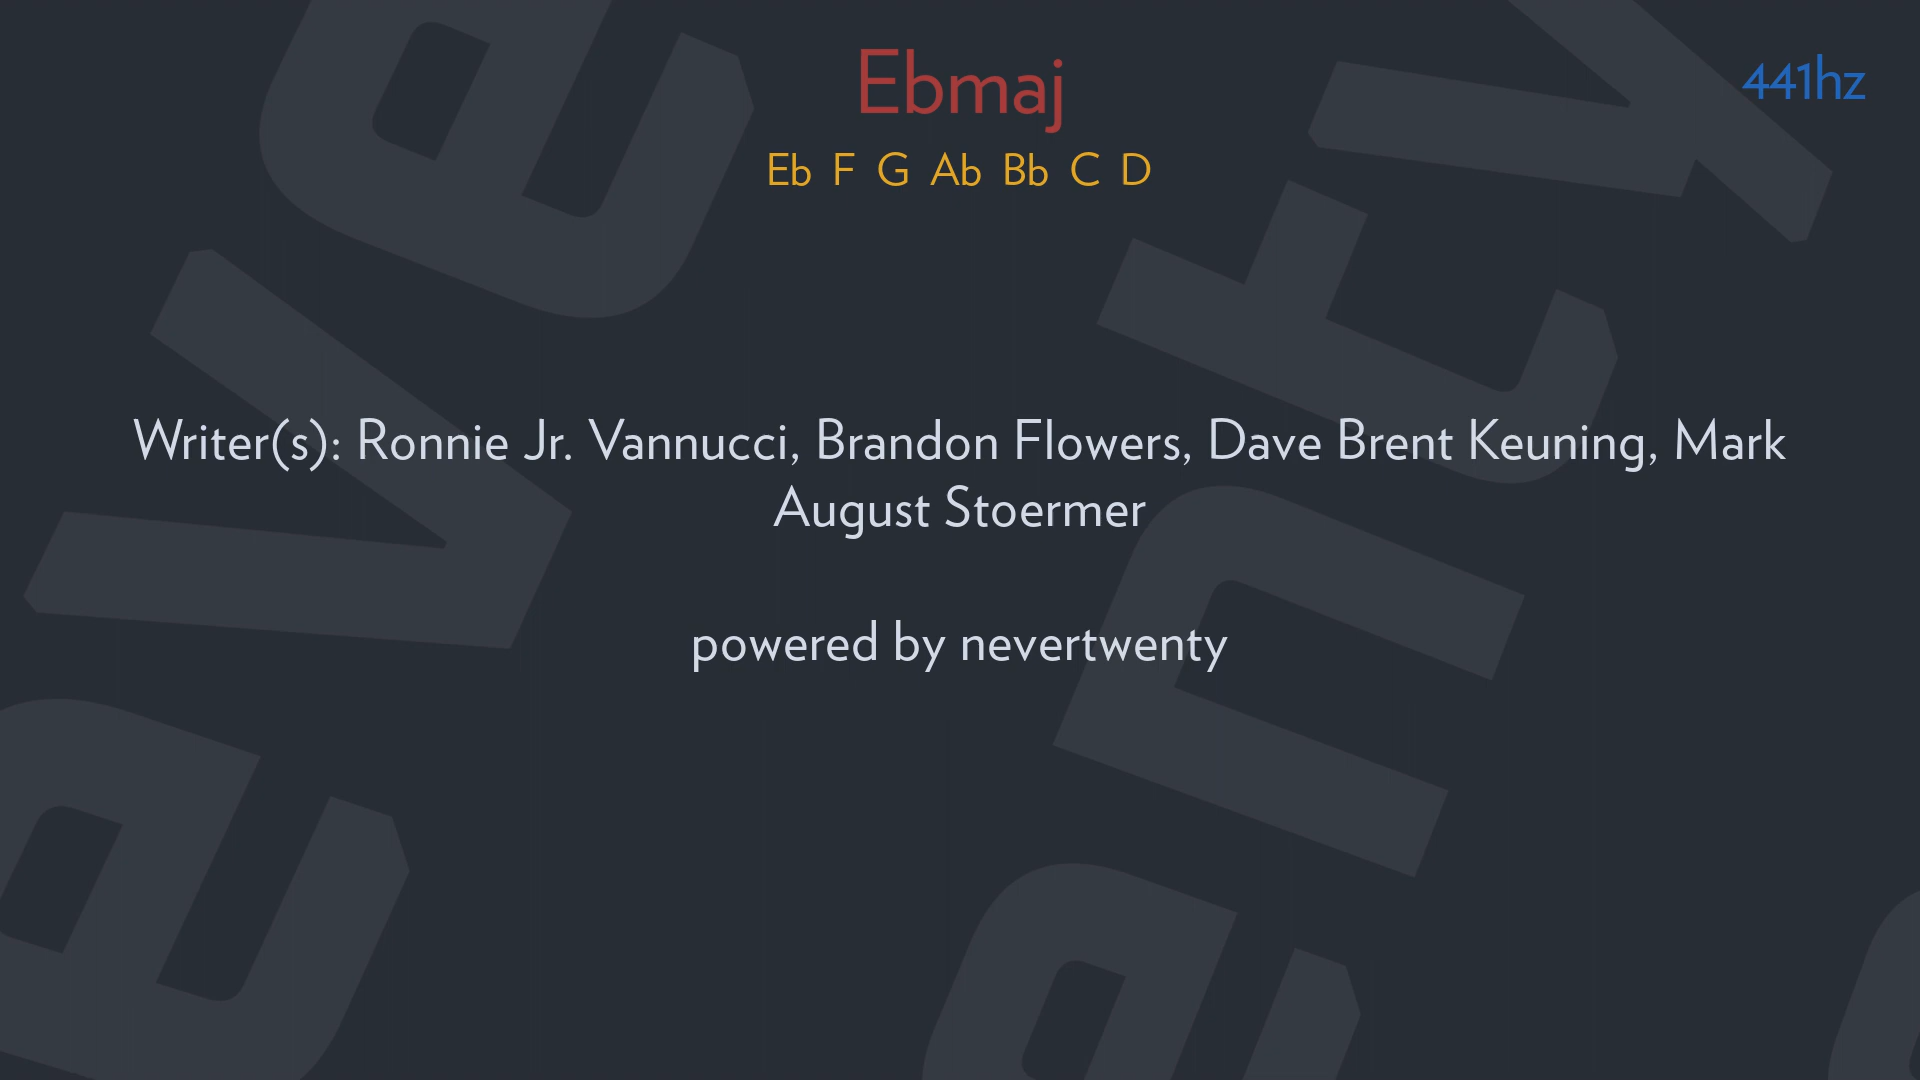 Ebmaj
441hz
Eb F G Ab Bb C D
Writer(s): Ronnie Jr. Vannucci, Brandon Flowers, Dave Brent Keuning, Mark
August Stoermer
powered by nevertwenty